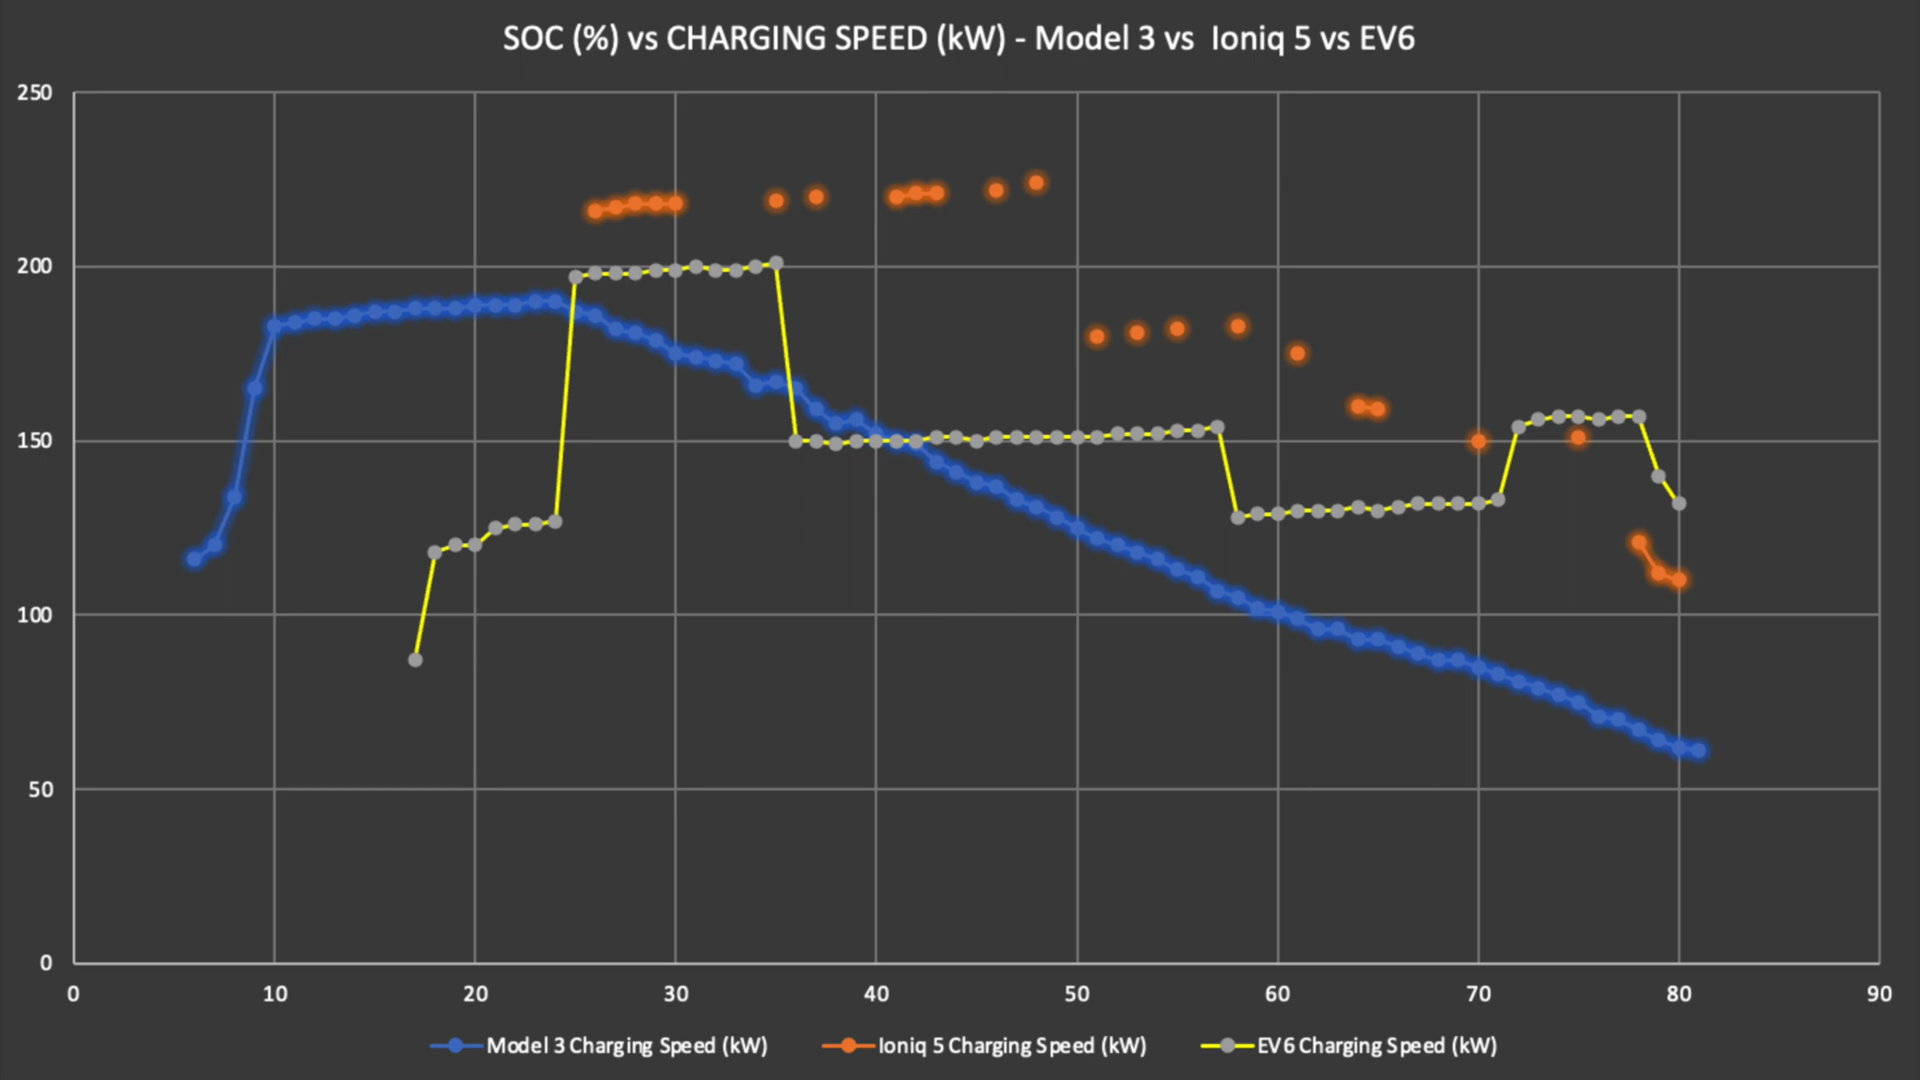 SOC (%) vs CHARGING SPEED (kW) - Model 3 vs Ioniq 5 vs EV6
250
200
150
100
50
0
0 10 20 30 40 50 60 70 80 90
Model 3 Charging Speed (kW) Ioniq 5 Charging Speed (kW) EV6 Charging Speed (kW)